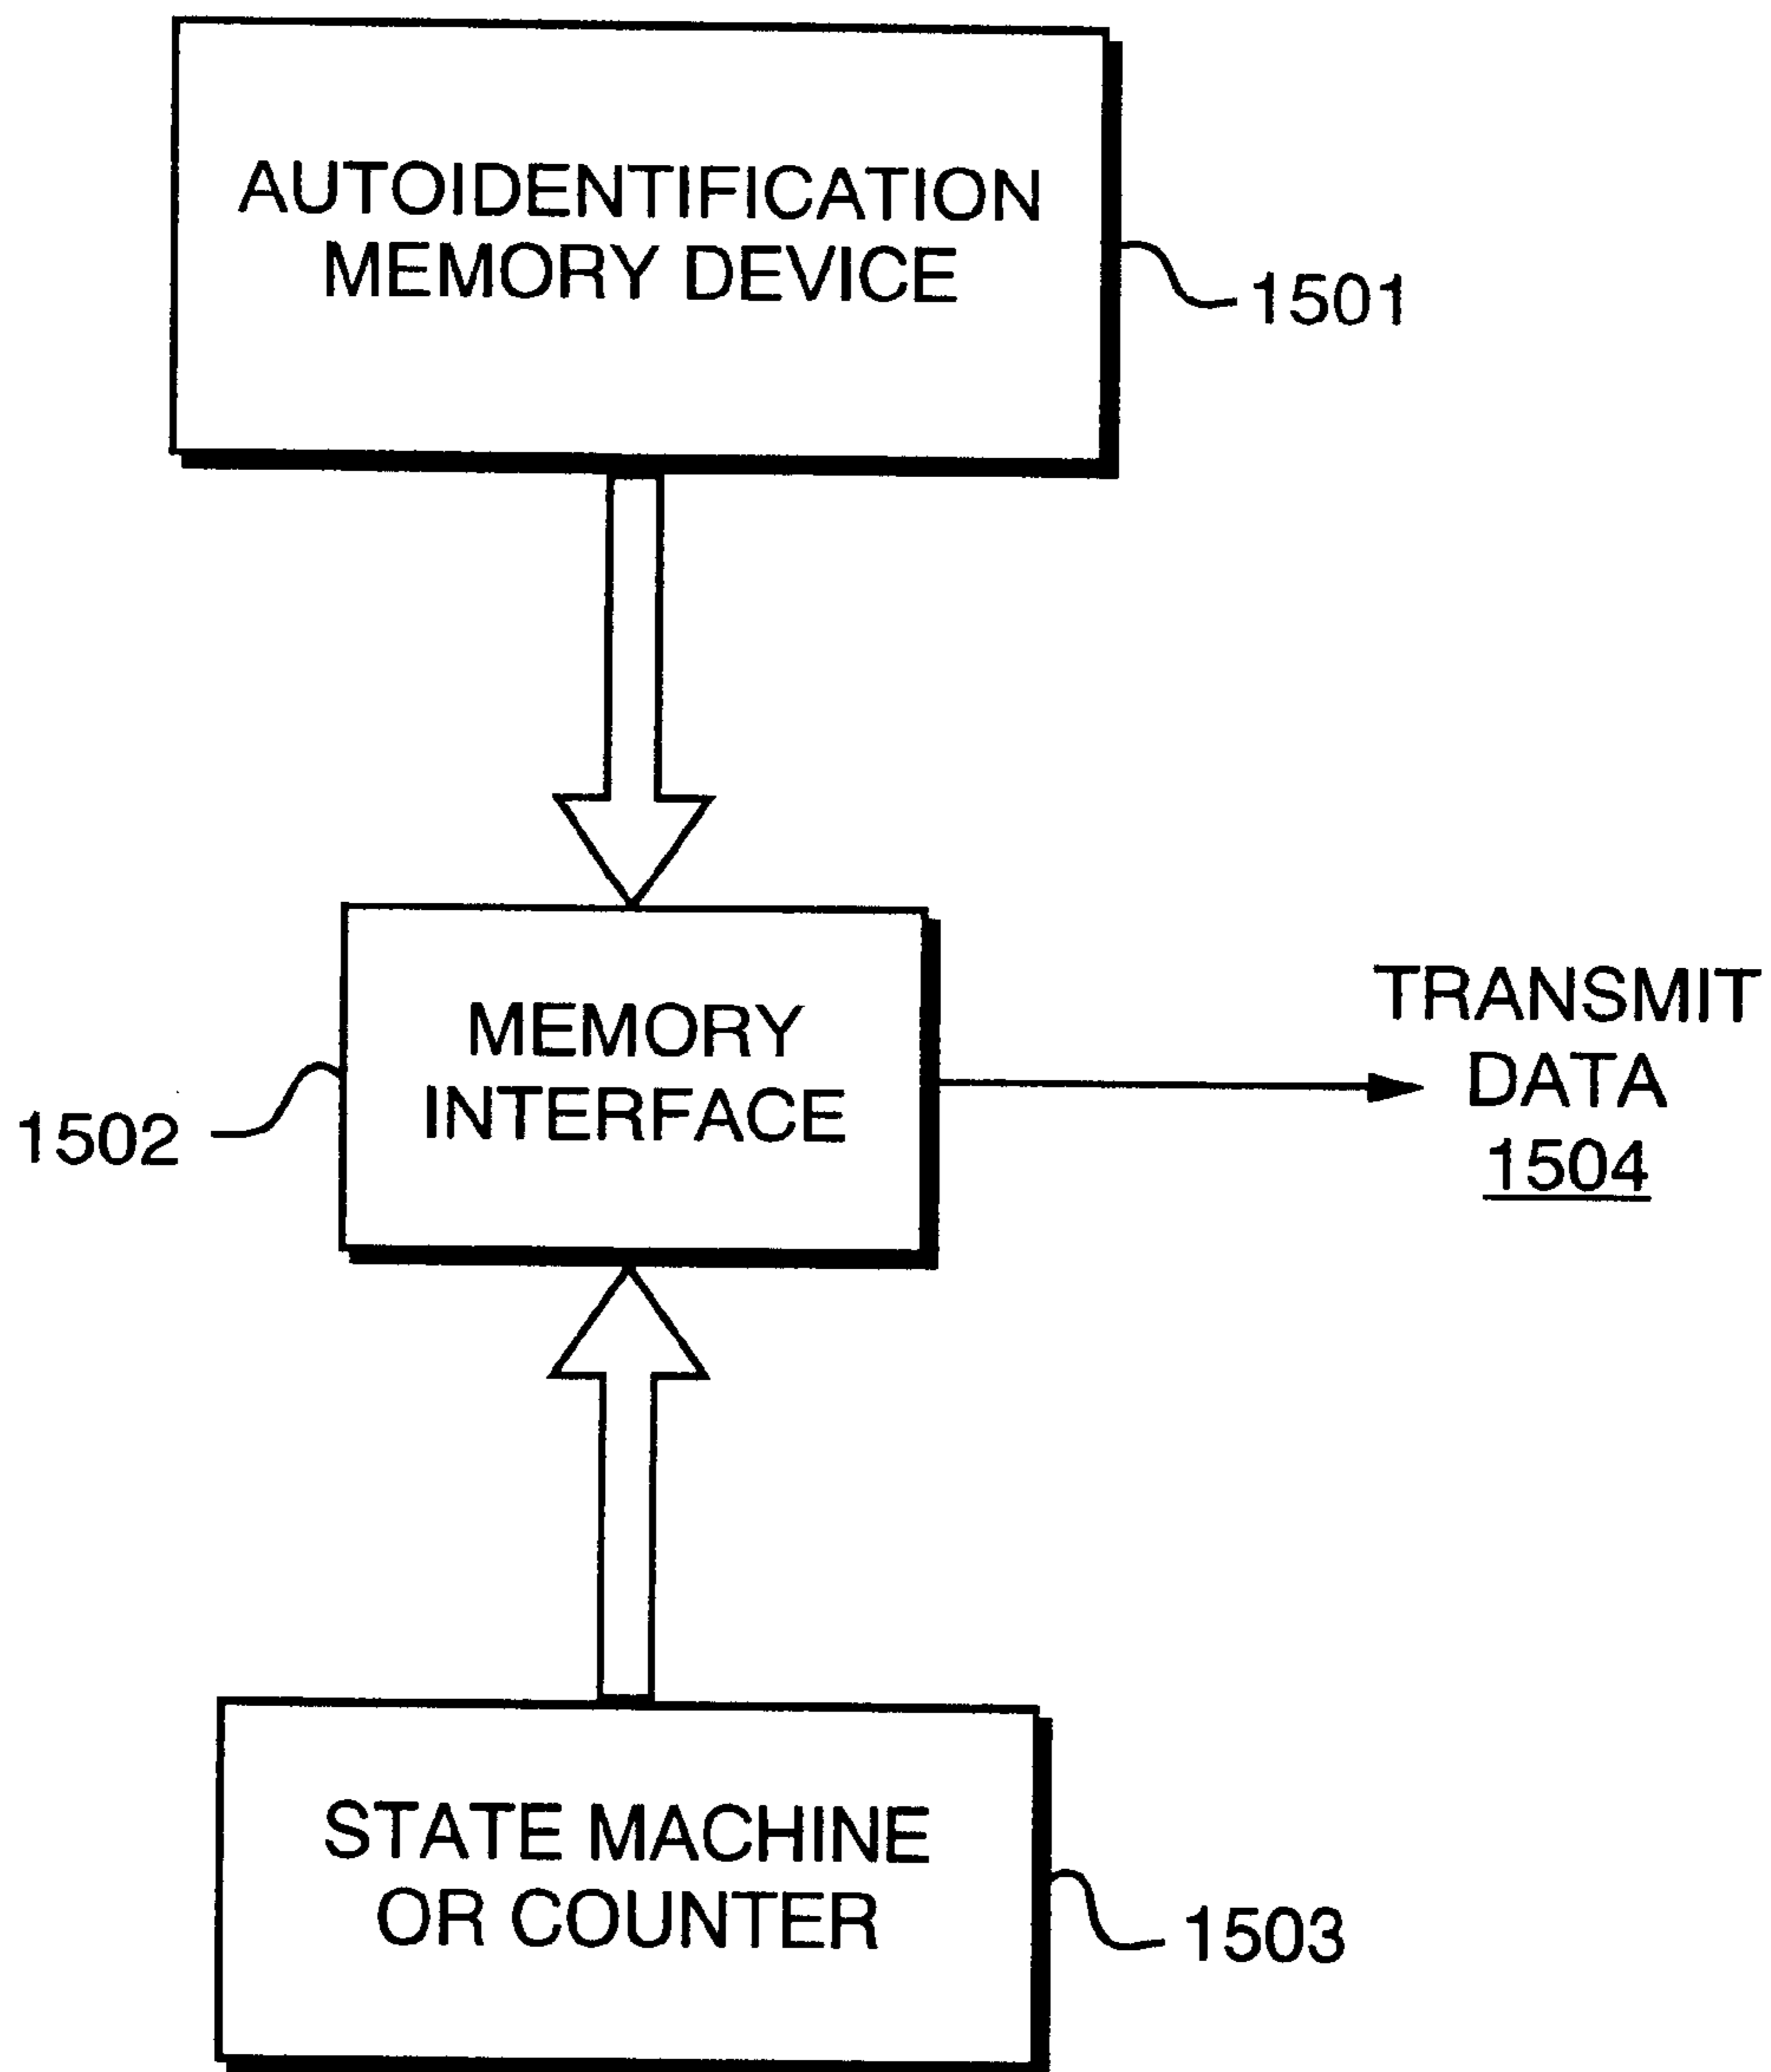 AUTOIDENTIFICATION
MEMORY DEVICE
1501
MEMORY
INTERFACE
1502
TRANSMIT
DATA
1504
STATE MACHINE
OR COUNTER
1503